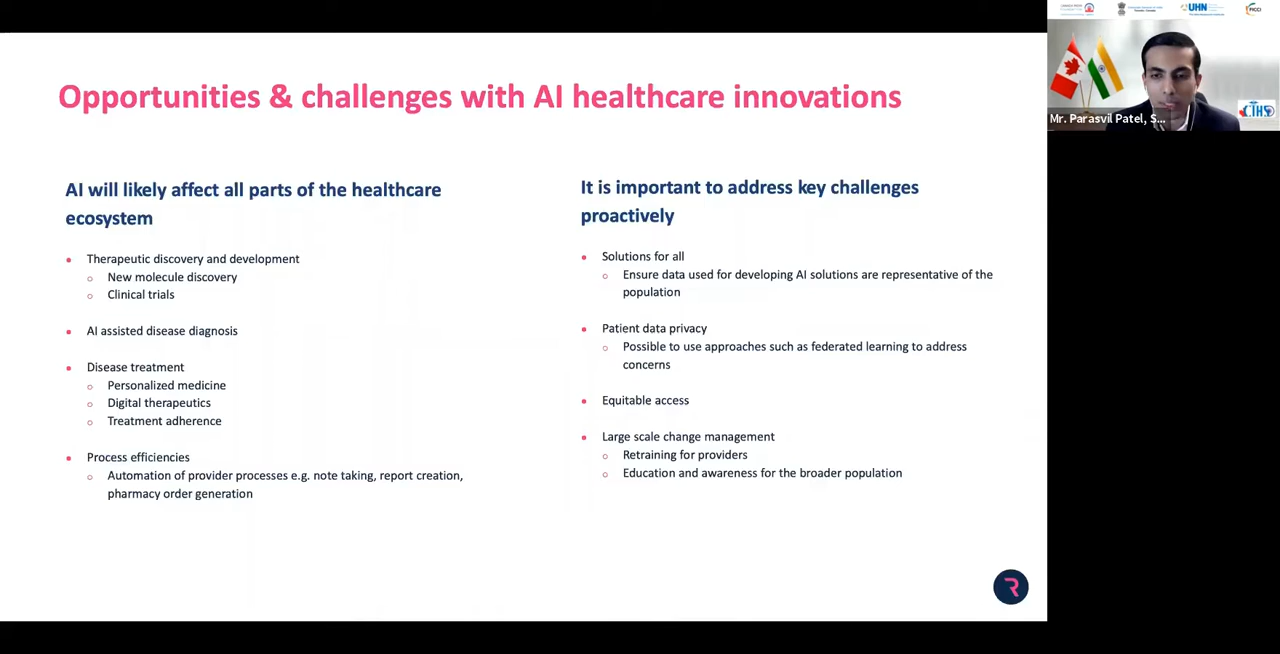 Opportunities & challenges with AI healthcare innovations
AI will likely affect all parts of the healthcare
ecosystem
Therapeutic discovery and development
New molecule discovery
Clinical trials
AI assisted disease diagnosis
Disease treatment
Personalized medicine
Digital therapeutics
Treatment adherence
Process efficiencies
Automation of provider processes e.g. note taking, report creation,
pharmacy order generation
It is important to address key challenges
proactively
Solutions for all
Ensure data used for developing AI solutions are representative of the
population
Patient data privacy
Possible to use approaches such as federated learning to address
concerns
Equitable access
Large scale change management
Retraining for providers
Education and awareness for the broader population
R
UHN
FICCI
CIHS
Mr. Parasvil Patel, S...